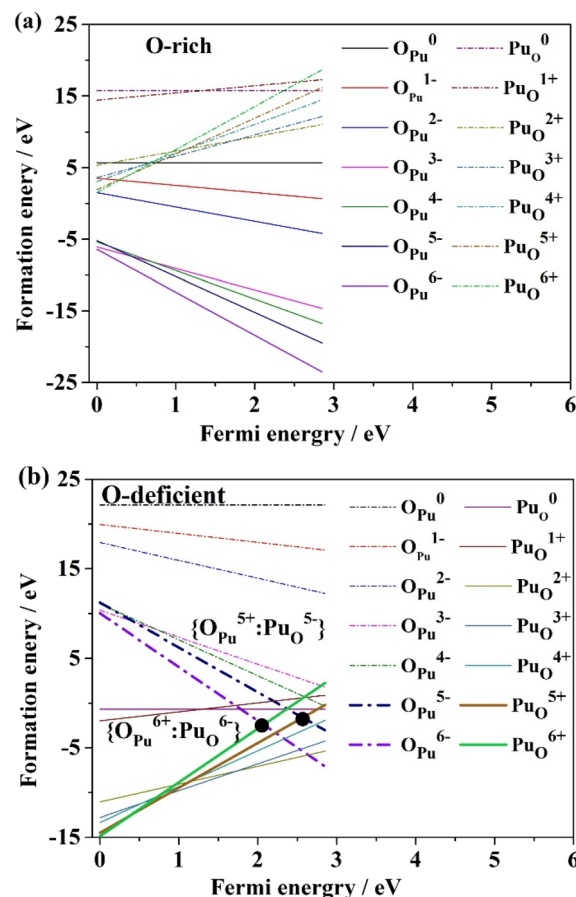 (a)
O-rich
25
15
5
-5
-15
-25
Formation enery / eV
O_Pu^0
O_Pu^1-
O_Pu^2-
O_Pu^3-
O_Pu^4-
O_Pu^5-
O_Pu^6-
Pu_O^0
Pu_O^1+
Pu_O^2+
Pu_O^3+
Pu_O^4+
Pu_O^5+
Pu_O^6+
0 1 2 3 4 5 6
Fermi energry / eV
(b)
O-deficient
25
15
5
-5
-15
Formation enery / eV
{O_Pu^5+:Pu_O^5-}
{O_Pu^6+:Pu_O^6-}
O_Pu^0
O_Pu^1-
O_Pu^2-
O_Pu^3-
O_Pu^4-
O_Pu^5-
O_Pu^6-
Pu_O^0
Pu_O^1+
Pu_O^2+
Pu_O^3+
Pu_O^4+
Pu_O^5+
Pu_O^6+
0 1 2 3 4 5 6
Fermi energry / eV